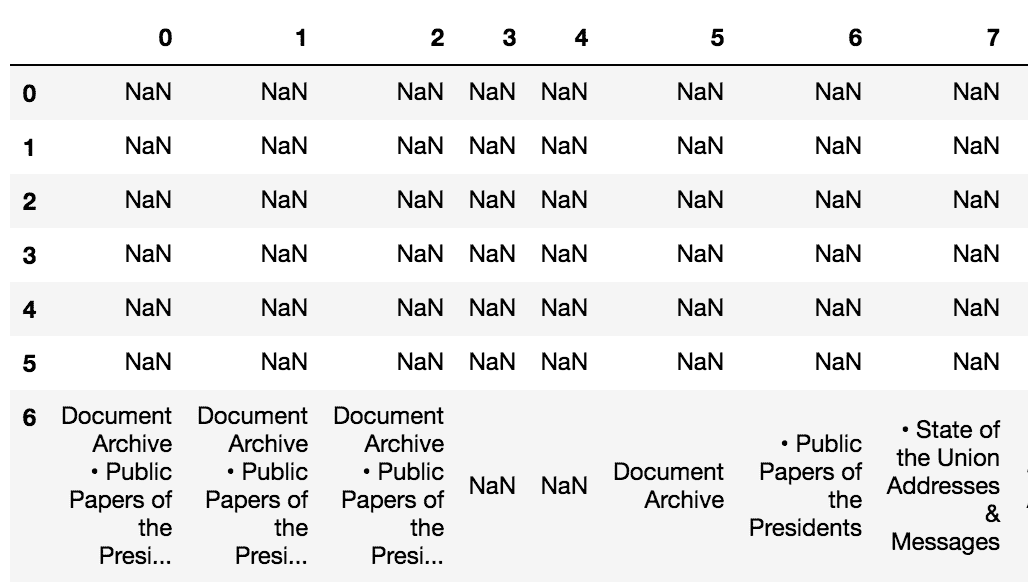 0 1 2 3 4 5 6 7
0 NaN NaN NaN NaN NaN NaN NaN NaN
1 NaN NaN NaN NaN NaN NaN NaN NaN
2 NaN NaN NaN NaN NaN NaN NaN NaN
3 NaN NaN NaN NaN NaN NaN NaN NaN
4 NaN NaN NaN NaN NaN NaN NaN NaN
5 NaN NaN NaN NaN NaN NaN NaN NaN
6
Document
Archive
• Public
Papers of
the
Presi...
Document
Archive
• Public
Papers of
the
Presi...
Document
Archive
• Public
Papers of
the
Presi...
NaN
NaN
Document
Archive
• Public
Papers of
the
Presidents
• State of
the Union
Addresses
&
Messages